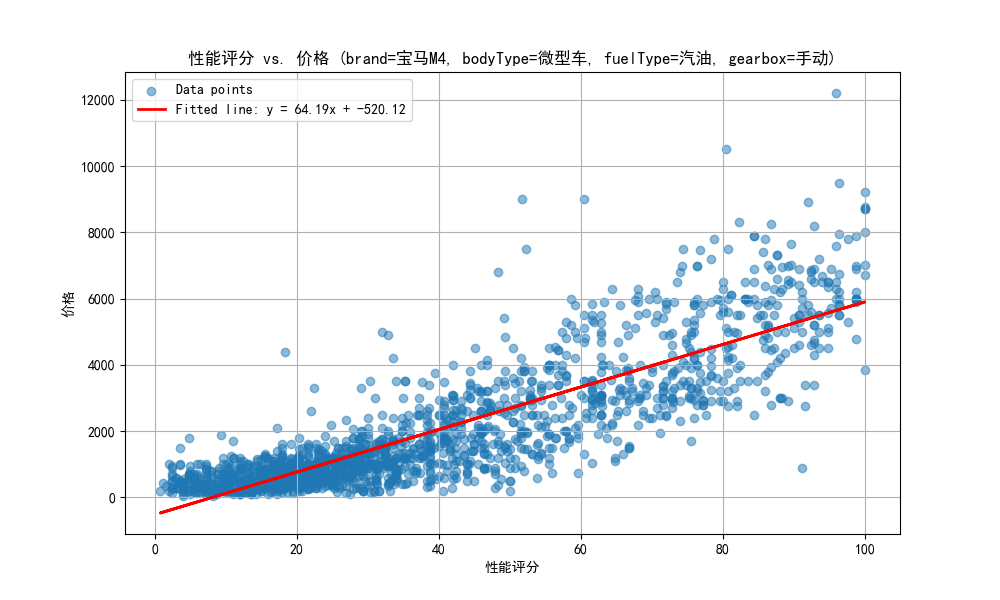 性能评分 vs. 价格 (brand=宝马M4, bodyType=微型车, fuelType=汽油, gearbox=手动)
Data points
Fitted line: y = 64.19x + -520.12
12000
10000
8000
6000
4000
2000
0
价格
0 20 40 60 80 100
性能评分